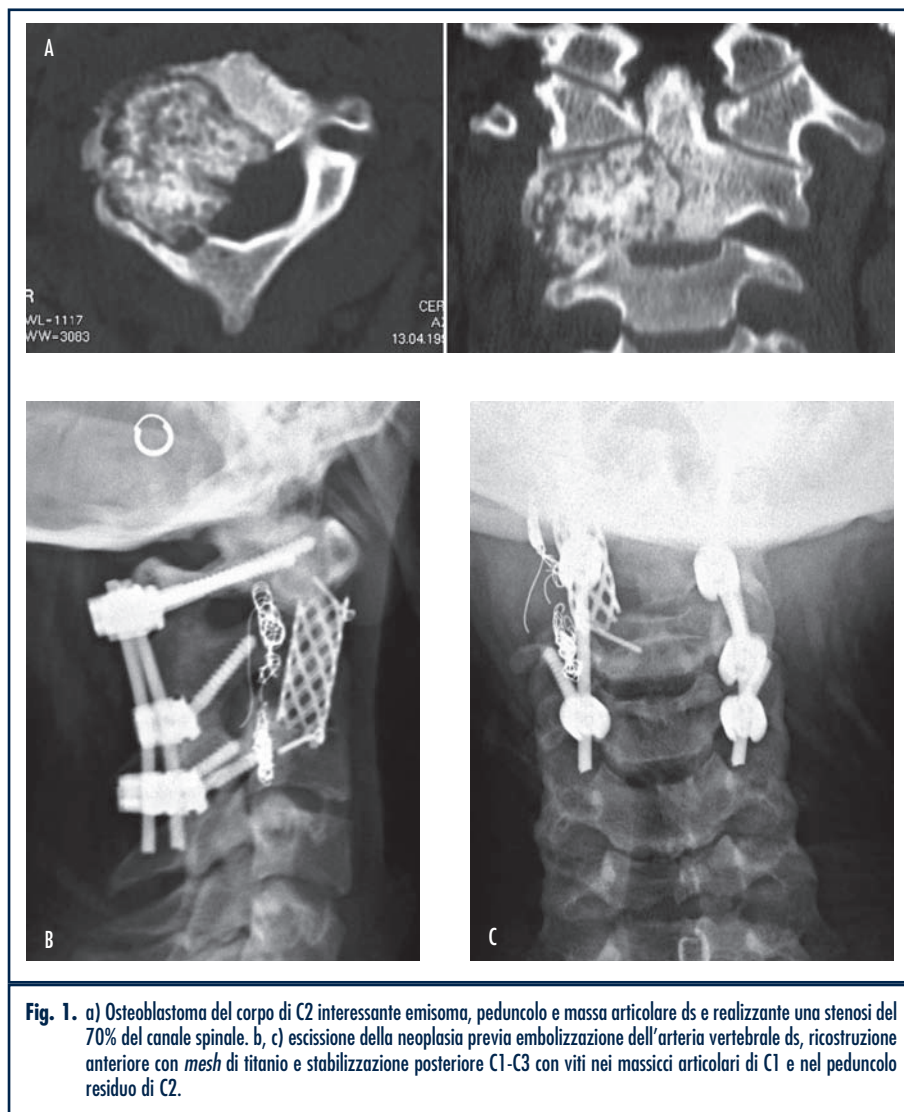 A
R
WL=1117
WW=3083
CER
A
13.04.19
B
C
Fig. 1. a) Osteoblastoma del corpo di C2 interessante emisoma, peduncolo e massa articolare ds e realizzante una stenosi del
70% del canale spinale. b, c) escissione della neoplasia previa embolizzazione dell'arteria vertebrale ds, ricostruzione
anteriore con mesh di titanio e stabilizzazione posteriore C1-C3 con viti nei massicci articolari di C1 e nel peduncolo
residuo di C2.